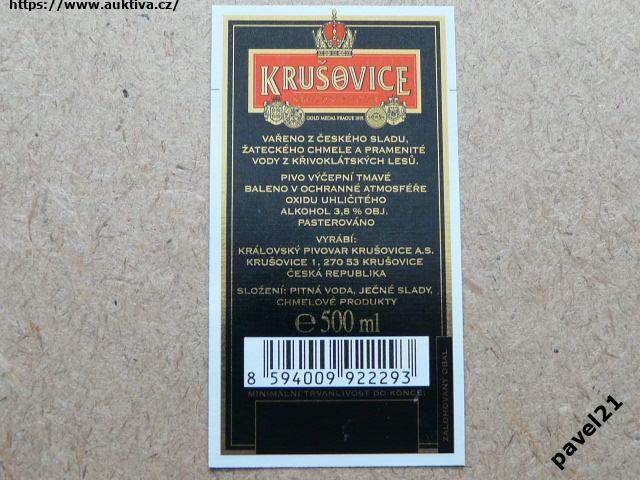 https://www.auktiva.cz/
KRUŠOVICE
GOLD MEDAL PRAGUE 1891
VAŘENO Z ČESKÉHO SLADU,
ŽATECKÉHO CHMELE A PRAMENITÉ
VODY Z KŘIVOKLÁTSKÝCH LESŮ.
PIVO VÝČEPNÍ TMAVÉ
BALENO V OCHRANNÉ ATMOSFÉŘE
OXIDU UHLIČITÉHO
ALKOHOL 3,8 % OBJ.
PASTEROVÁNO
VYRÁBÍ:
KRÁLOVSKÝ PIVOVAR KRUŠOVICE A.S.
KRUŠOVICE 1, 270 53 KRUŠOVICE
ČESKÁ REPUBLIKA
SLOŽENÍ: PITNÁ VODA, JEČNÉ SLADY,
CHMELOVÉ PRODUKTY
℮ 500 ml
8 594009 922293
MINIMÁLNÍ TRVANLIVOST DO KONCE:
ZÁLOHOVANÝ OBAL
pavel21